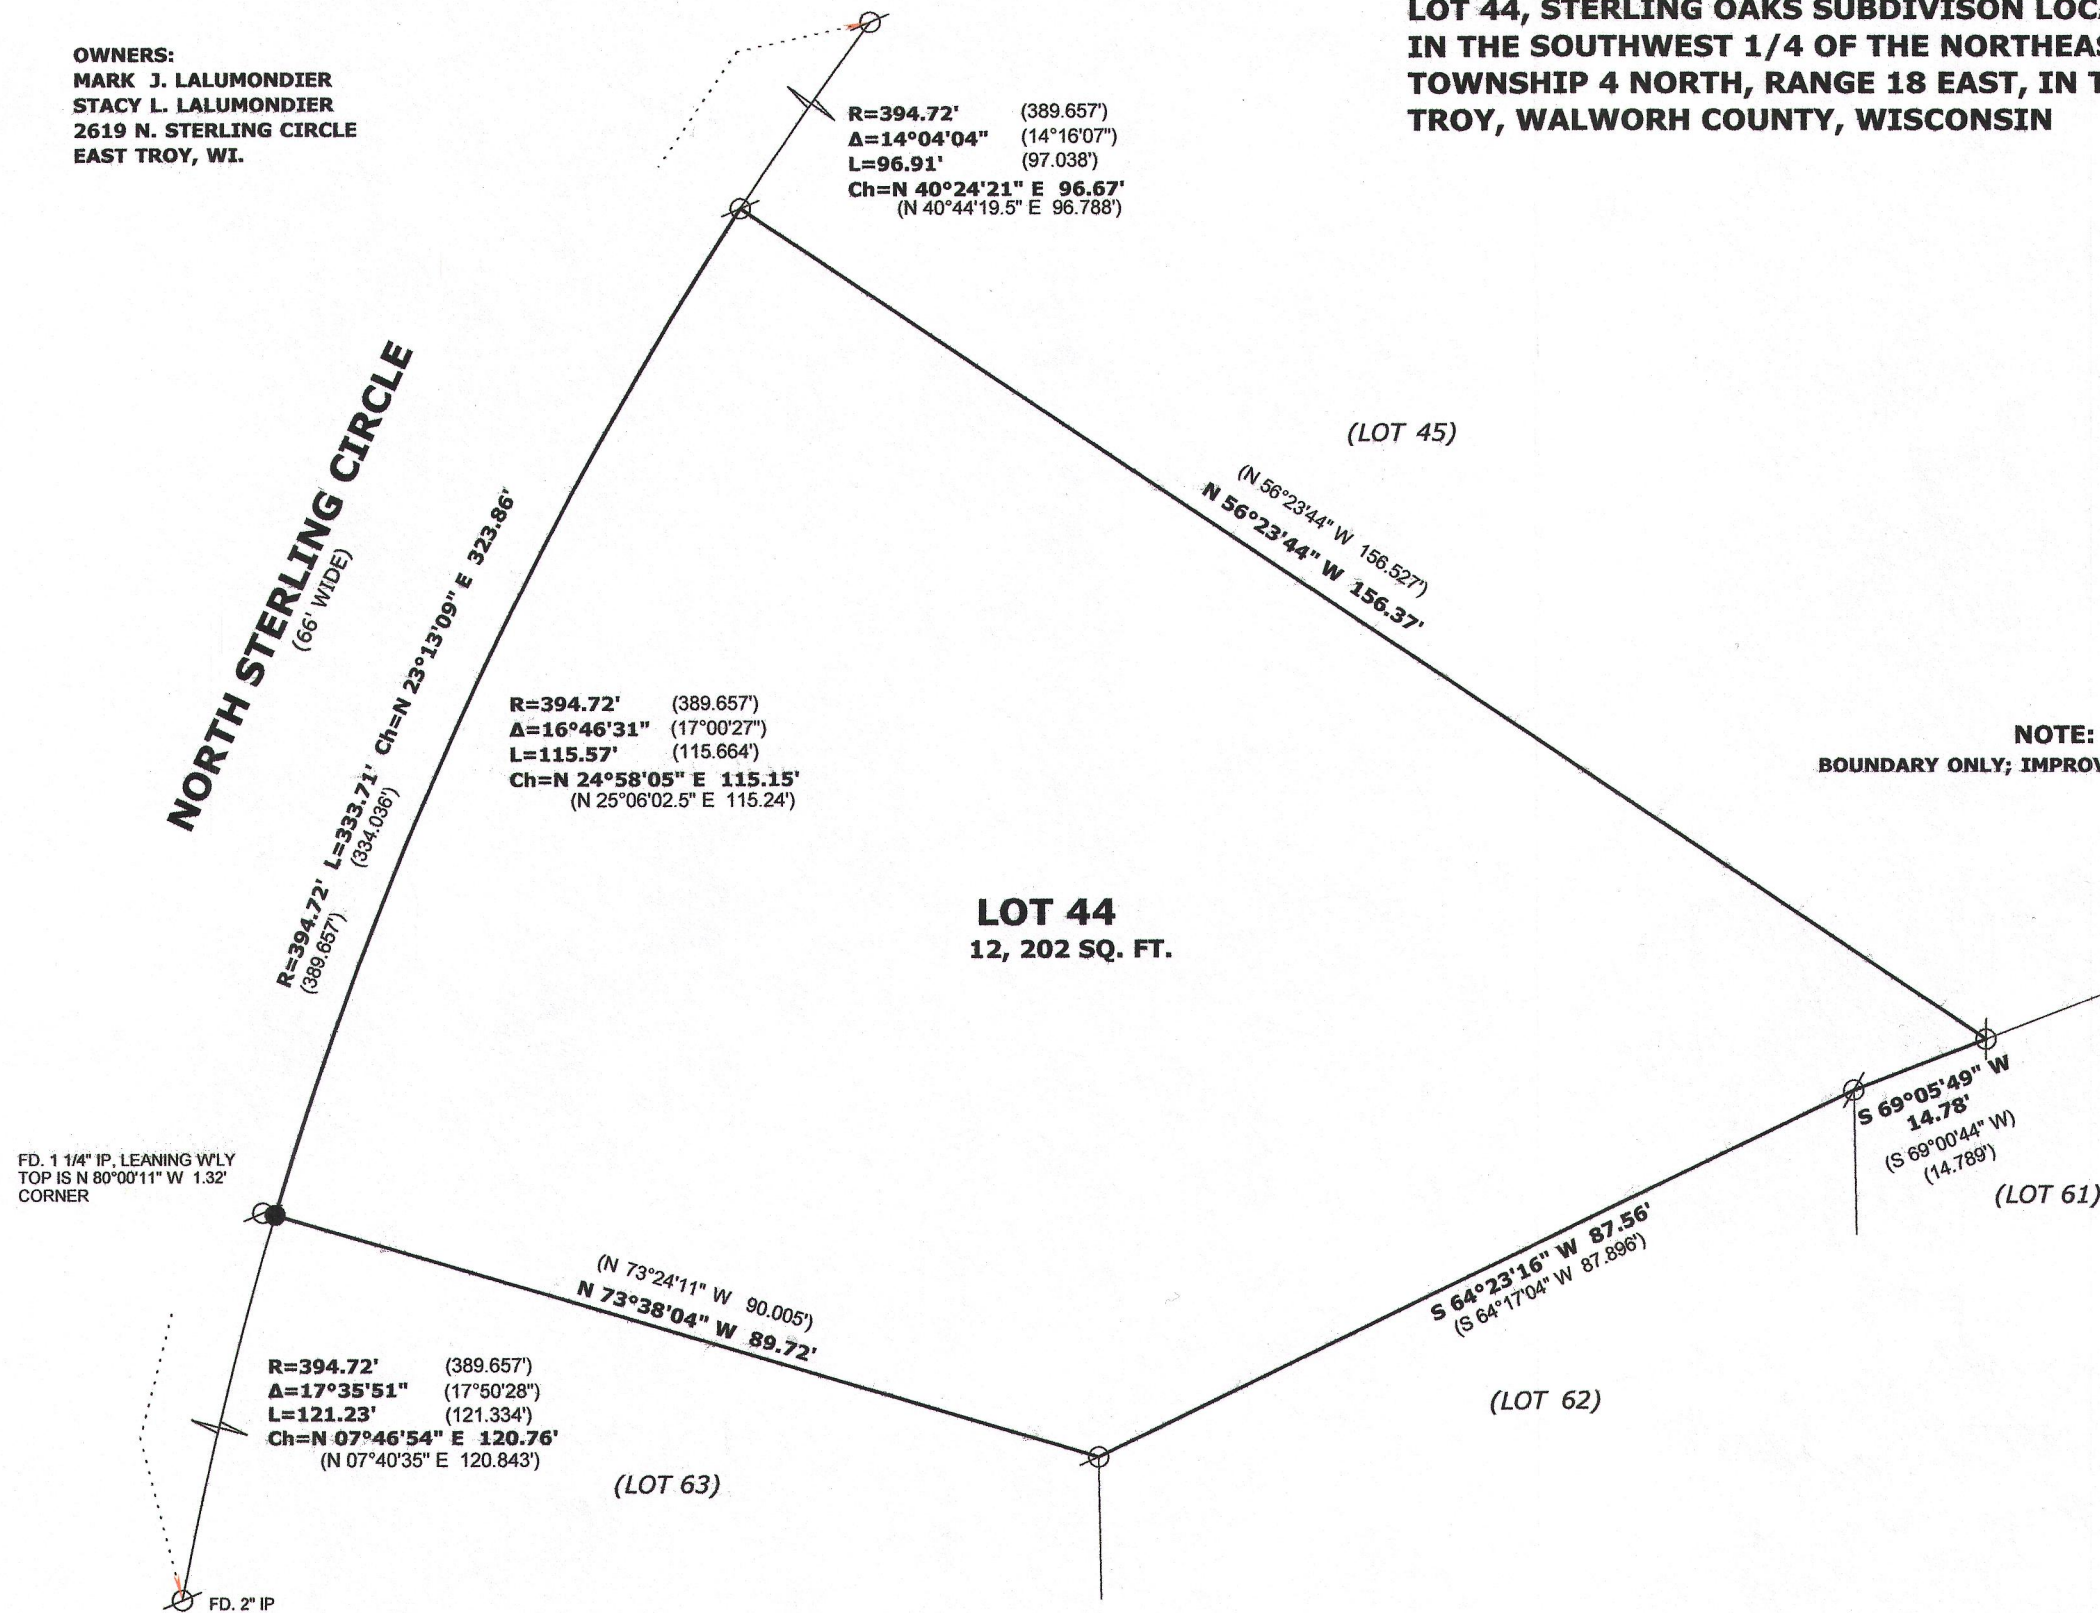 OWNERS:
MARK J. LALUMONDIER
STACY L. LALUMONDIER
2619 N. STERLING CIRCLE
EAST TROY, WI.
LOT 44, STERLING OAKS SUBDIVISON LOC
IN THE SOUTHWEST 1/4 OF THE NORTHEAS
TOWNSHIP 4 NORTH, RANGE 18 EAST, IN T
TROY, WALWORH COUNTY, WISCONSIN
R=394.72' (389.657')
Δ=14°04'04" (14°16'07")
L=96.91' (97.038')
Ch=N 40°24'21" E 96.67'
(N 40°44'19.5" E 96.788')
NORTH STERLING CIRCLE
(66' WIDE)
R=394.72' L=333.71' Ch=N 23°13'09" E 323.86'
(389.657') (334.036')
(LOT 45)
(N 56°23'44" W 156.527')
N 56°23'44" W 156.37'
R=394.72' (389.657')
Δ=16°46'31" (17°00'27")
L=115.57' (115.664')
Ch=N 24°58'05" E 115.15'
(N 25°06'02.5" E 115.24')
NOTE:
BOUNDARY ONLY; IMPROV
LOT 44
12, 202 SQ. FT.
S 69°05'49" W
14.78'
(S 69°00'44" W)
(14.789')
(LOT 61)
FD. 1 1/4" IP, LEANING W'LY
TOP IS N 80°00'11" W 1.32'
CORNER
(N 73°24'11" W 90.005')
N 73°38'04" W 89.72'
S 64°23'16" W 87.56'
(S 64°17'04" W 87.896')
(LOT 62)
R=394.72' (389.657')
Δ=17°35'51" (17°50'28")
L=121.23' (121.334')
Ch=N 07°46'54" E 120.76'
(N 07°40'35" E 120.843')
(LOT 63)
FD. 2" IP